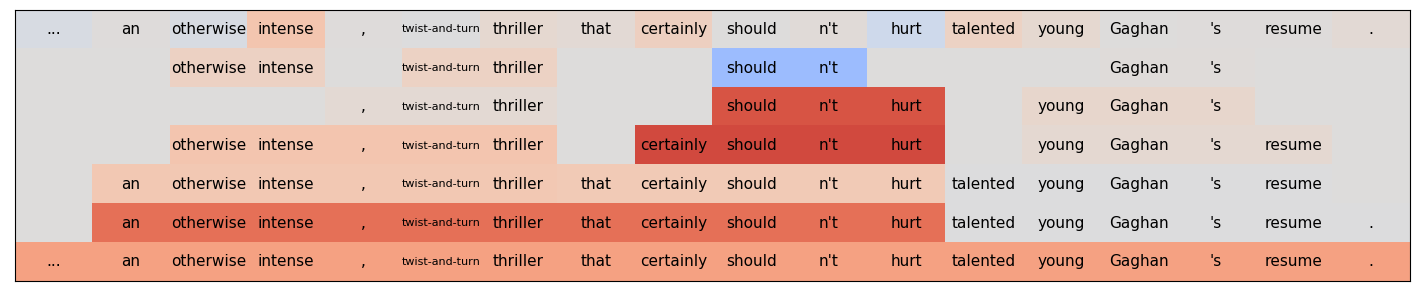 ... an otherwise intense , twist-and-turn thriller that certainly should n't hurt talented young Gaghan 's resume .
otherwise intense twist-and-turn thriller should n't Gaghan 's
, twist-and-turn thriller should n't hurt young Gaghan 's
otherwise intense , twist-and-turn thriller certainly should n't hurt young Gaghan 's resume
an otherwise intense , twist-and-turn thriller that certainly should n't hurt talented young Gaghan 's resume
an otherwise intense , twist-and-turn thriller that certainly should n't hurt talented young Gaghan 's resume .
... an otherwise intense , twist-and-turn thriller that certainly should n't hurt talented young Gaghan 's resume .